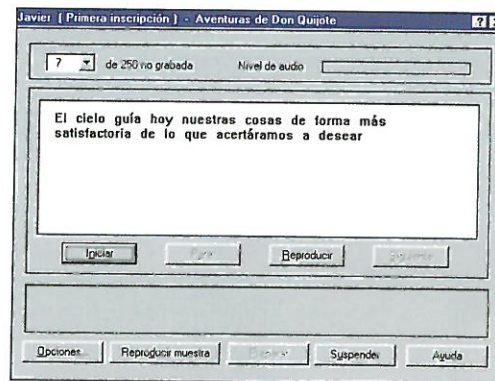 Javier ( Primera inscripción ) - Aventuras de Don Quijote
7 de 250 no grabada Nivel de audio
El cielo guía hoy nuestras cosas de forma más
satisfactoria de lo que acertáramos a desear
Iniciar Reproducir
Opciones... Reproducir muestra Suspender Ayuda